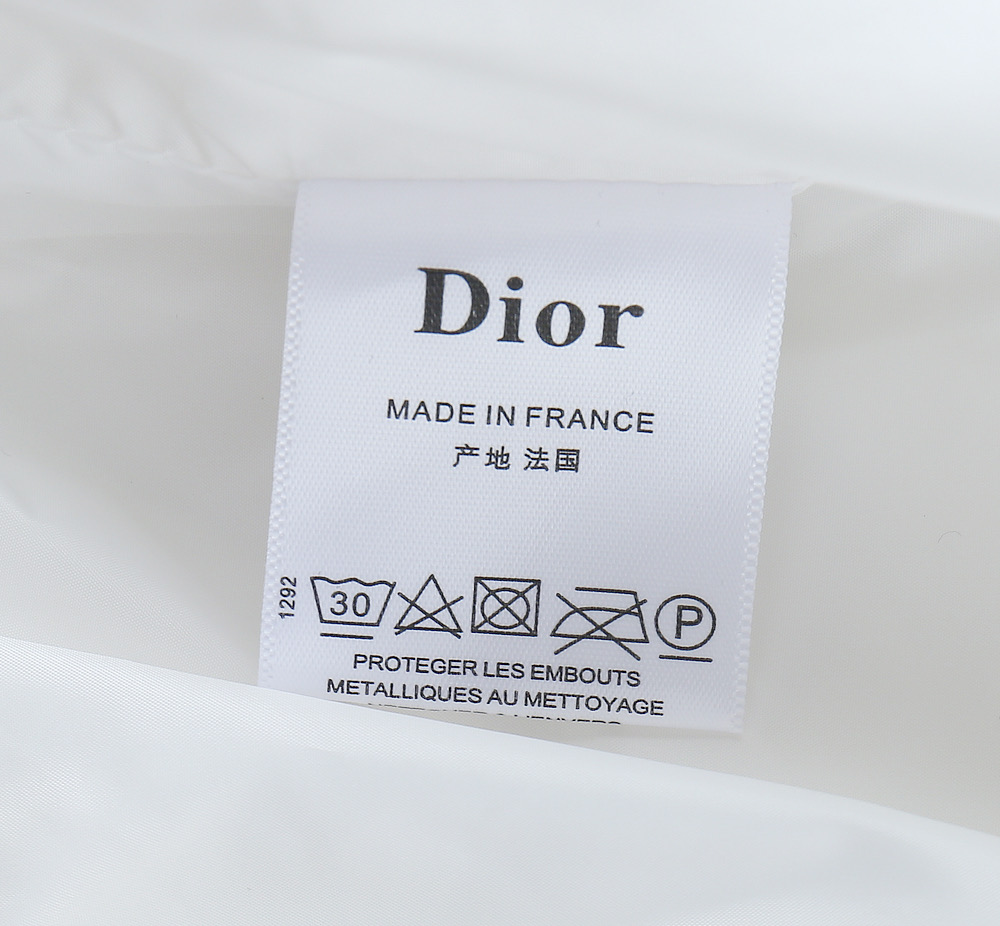 Dior
MADE IN FRANCE
产地 法国
1292
30
P
PROTEGER LES EMBOUTS
METALLIQUES AU METTOYAGE